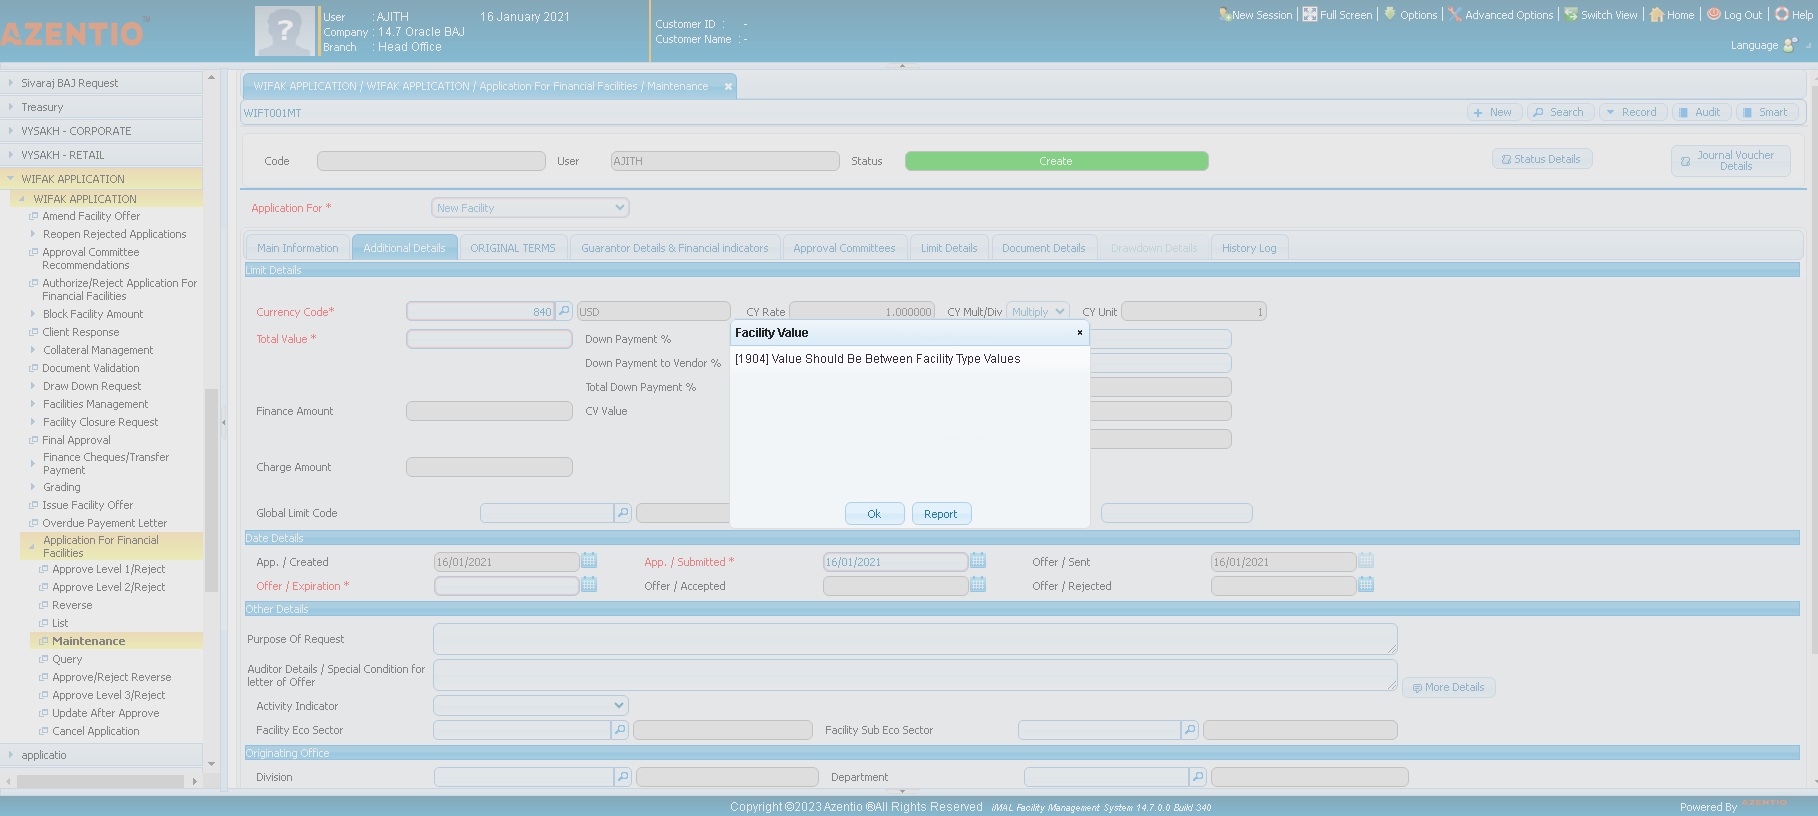 AZENTIO™
User : AJITH 16 January 2021
Company : 14.7 Oracle BAJ
Branch : Head Office
Customer ID : -
Customer Name : -
New Session Full Screen Options Advanced Options Switch View Home Log Out Help
Language
Sivaraj BAJ Request
Treasury
VYSAKH - CORPORATE
VYSAKH - RETAIL
WIFAK APPLICATION
WIFAK APPLICATION
Amend Facility Offer
Reopen Rejected Applications
Approval Committee
Recommendations
Authorize/Reject Application For
Financial Facilities
Block Facility Amount
Client Response
Collateral Management
Document Validation
Draw Down Request
Facilities Management
Facility Closure Request
Final Approval
Finance Cheques/Transfer
Payment
Grading
Issue Facility Offer
Overdue Payement Letter
Application For Financial
Facilities
Approve Level 1/Reject
Approve Level 2/Reject
Reverse
List
Maintenance
Query
Approve/Reject Reverse
Approve Level 3/Reject
Update After Approve
Cancel Application
applicatio
WIFAK APPLICATION / WIFAK APPLICATION / Application For Financial Facilities / Maintenance
WIFT001MT
New Search Record Audit Smart
Code User AJITH Status Create
Status Details
Journal Voucher
Details
Application For * New Facility
Main Information Additional Details ORIGINAL TERMS Guarantor Details & Financial indicators Approval Committees Limit Details Document Details Drawdown Details History Log
Limit Details
Currency Code* 840 USD CY Rate 1.000000 CY Mult/Div Multiply CY Unit 1
Total Value * Down Payment %
Down Payment to Vendor %
Total Down Payment %
Finance Amount CV Value
Charge Amount
Global Limit Code
Facility Value ×
[1904] Value Should Be Between Facility Type Values
Ok Report
Date Details
App. / Created 16/01/2021 App. / Submitted * 16/01/2021 Offer / Sent 16/01/2021
Offer / Expiration * Offer / Accepted Offer / Rejected
Other Details
Purpose Of Request
Auditor Details / Special Condition for
letter of Offer
More Details
Activity Indicator
Facility Eco Sector Facility Sub Eco Sector
Originating Office
Division Department
Copyright ©2023 Azentio ®All Rights Reserved iMAL Facility Management System 14.7.0.0 Build 340
Powered By AZENTIO